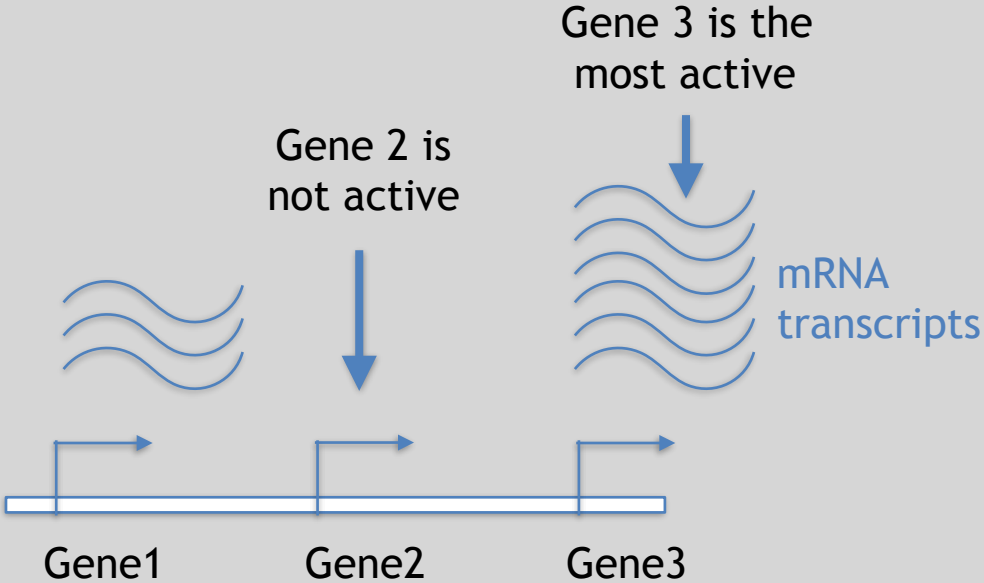 Gene 3 is the
most active
Gene 2 is
not active
mRNA
transcripts
Gene1
Gene2
Gene3